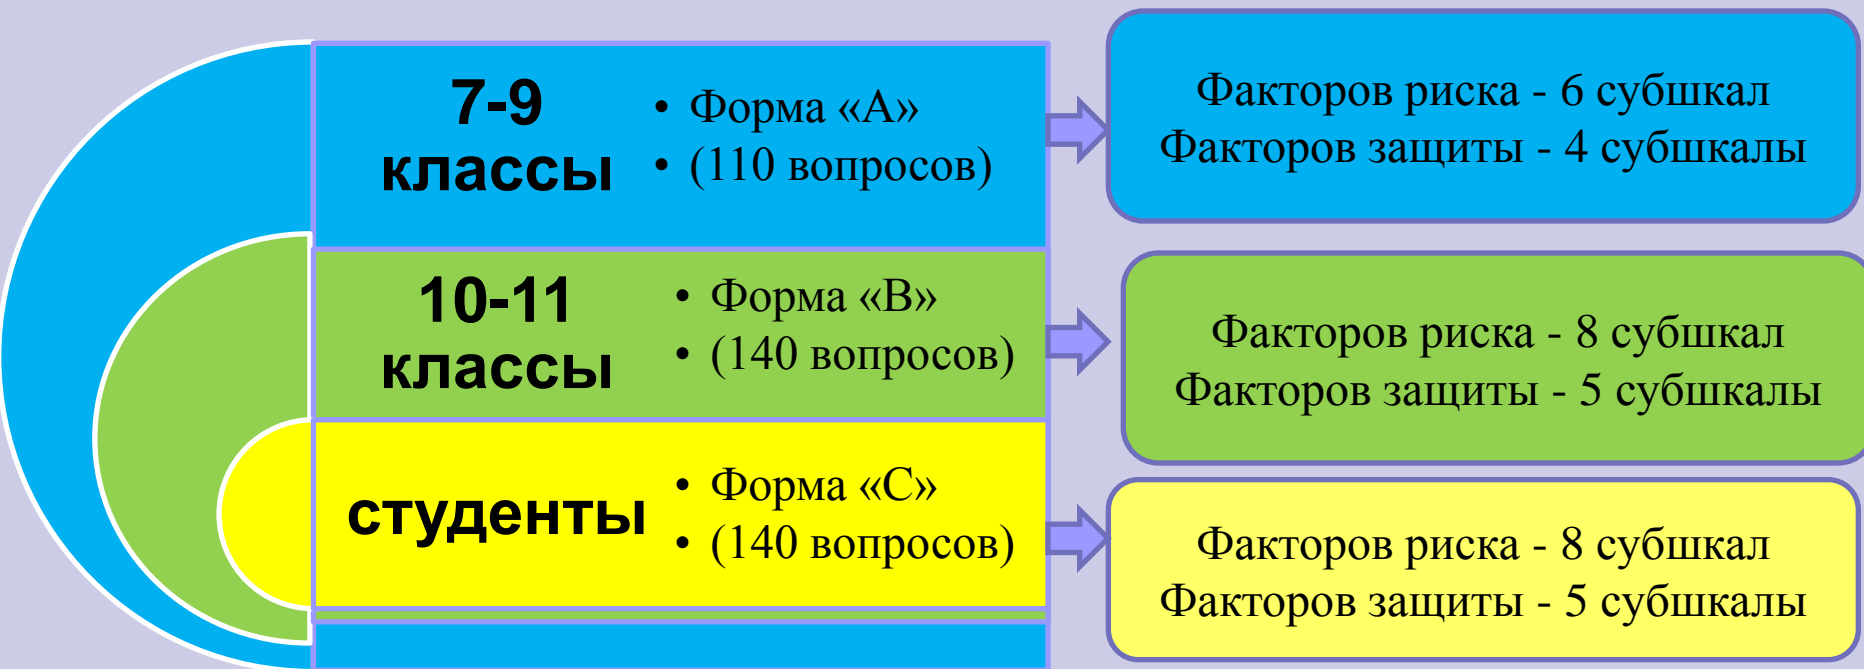 7-9
классы
• Форма «А»
• (110 вопросов)
Факторов риска - 6 субшкал
Факторов защиты - 4 субшкалы
10-11
классы
• Форма «В»
• (140 вопросов)
Факторов риска - 8 субшкал
Факторов защиты - 5 субшкалы
студенты
• Форма «С»
• (140 вопросов)
Факторов риска - 8 субшкал
Факторов защиты - 5 субшкалы